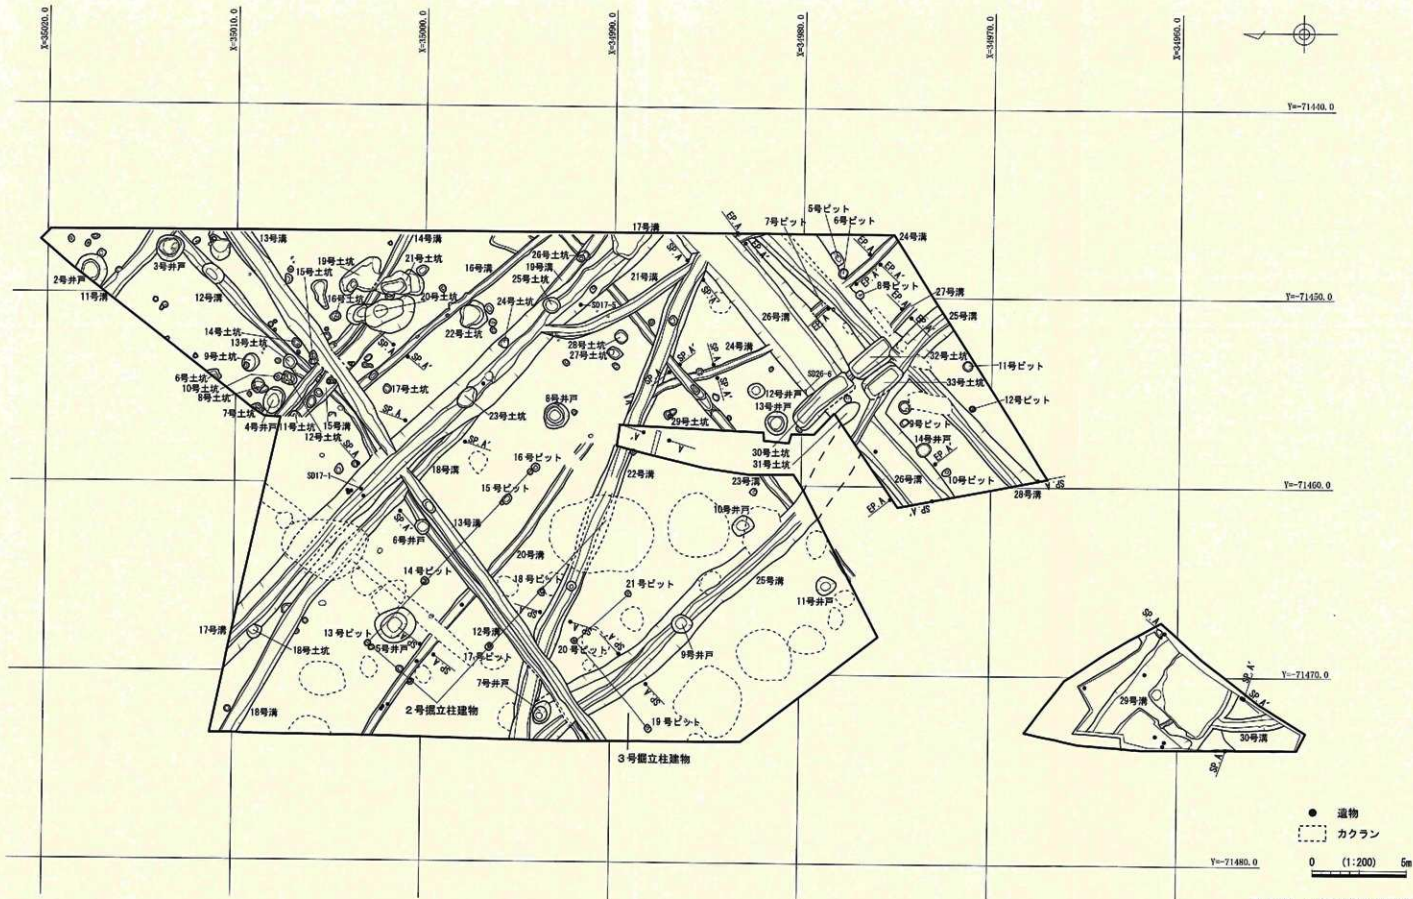 X=35020.0
X=35010.0
X=35000.0
X=34990.0
X=34980.0
X=34970.0
X=34960.0
Y=-71440.0
Y=-71450.0
Y=-71460.0
Y=-71470.0
Y=-71480.0
2号井戸
11号溝
3号井戸
12号溝
13号溝
15号土坑
19号土坑
14号溝
21号土坑
16号土坑
20号土坑
16号溝
22号土坑
26号土坑
19号溝
25号土坑
24号土坑
17号溝
21号溝
SD17-5
14号土坑
13号土坑
9号土坑
6号土坑
10号土坑
8号土坑
7号土坑
4号井戸
11号土坑
12号土坑
15号溝
17号土坑
SP.A
SP.A'
23号土坑
8号井戸
28号土坑
27号土坑
24号溝
29号土坑
12号井戸
13号井戸
30号土坑
31号土坑
SD26-6
26号溝
EP.A
EP.A'
7号ピット
5号ピット
6号ピット
24号溝
8号ピット
27号溝
25号溝
32号土坑
33号土坑
11号ピット
12号ピット
9号ピット
14号井戸
10号ピット
26号溝
28号溝
SD17-1
18号溝
16号ピット
15号ピット
13号溝
6号井戸
14号ピット
20号溝
18号ピット
22号溝
23号溝
10号井戸
21号ピット
25号溝
11号井戸
17号溝
18号土坑
13号ピット
5号井戸
12号溝
17号ピット
20号ピット
9号井戸
7号井戸
18号溝
2号掘立柱建物
19号ピット
3号掘立柱建物
SP.A
29号溝
SP.A'
SP.A'
30号溝
SP.A
遺物
カクラン
0 (1:200) 5m